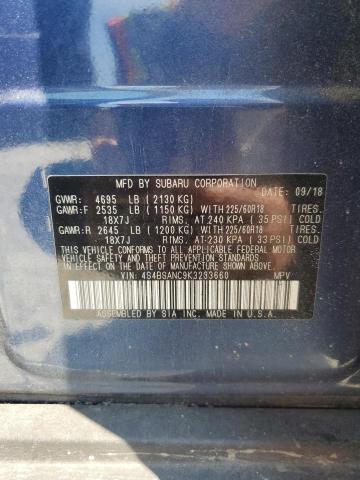 MFD BY SUBARU CORPORATION DATE: 09/18
GVWR: 4695 LB (2130 KG)
GAWR:F 2535 LB (1150 KG) WITH 225/60R18 TIRES.
18X7J RIMS. AT 240 KPA (35 PSI) COLD
GAWR:R 2645 LB (1200 KG) WITH 225/60R18 TIRES.
18X7J RIMS. AT 230 KPA (33 PSI) COLD
THIS VEHICLE CONFORMS TO ALL APPLICABLE FEDERAL MOTOR
VEHICLE SAFETY AND THEFT PREVENTION STANDARDS IN EFFECT
ON THE DATE OF MANUFACTURE SHOWN ABOVE.
VIN: 4S4BSANC9K3293660 MPV
ASSEMBLED BY SIA INC. MADE IN U.S.A.